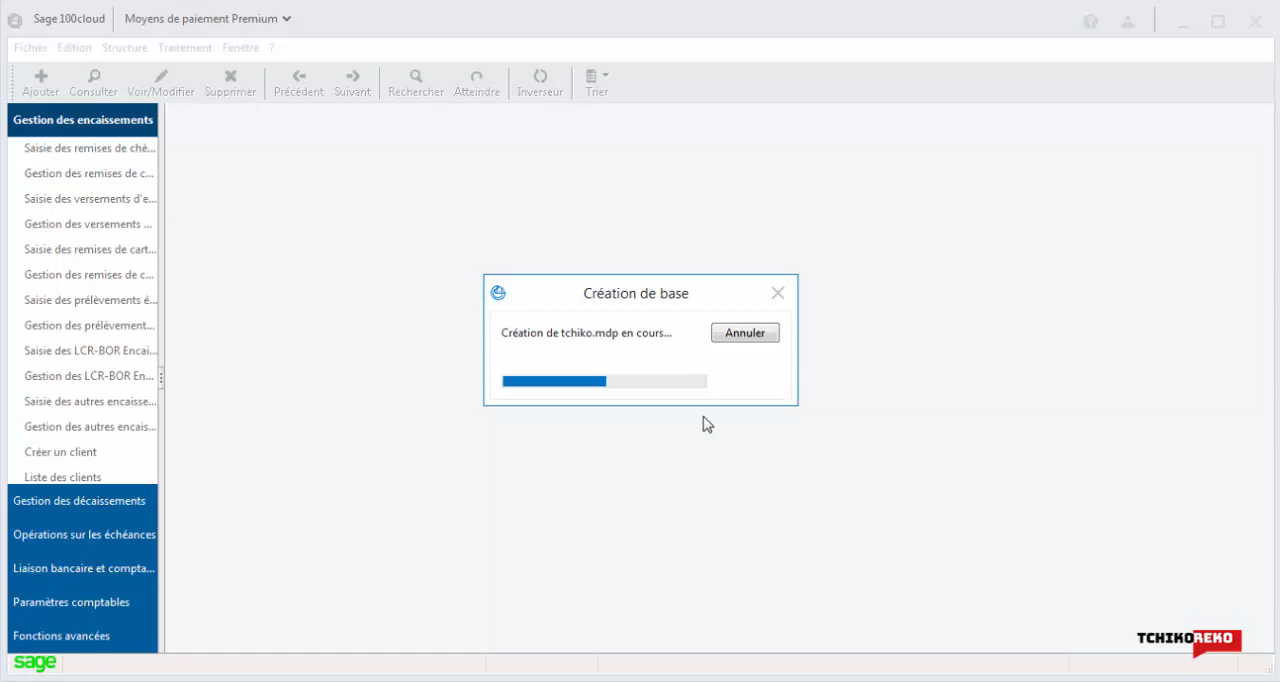 Sage 100cloud Moyens de paiement Premium
Fichier Edition Structure Traitement Fenêtre ?
Ajouter Consulter Voir/Modifier Supprimer Précédent Suivant Rechercher Atteindre Inverseur Trier
Gestion des encaissements
Saisie des remises de ché...
Gestion des remises de c...
Saisie des versements d'e...
Gestion des versements ...
Saisie des remises de cart...
Gestion des remises de c...
Saisie des prélèvements é...
Gestion des prélèvement...
Saisie des LCR-BOR Encai...
Gestion des LCR-BOR En...
Saisie des autres encaisse...
Gestion des autres encais...
Créer un client
Liste des clients
Gestion des décaissements
Opérations sur les échéances
Liaison bancaire et compta...
Paramètres comptables
Fonctions avancées
sage
Création de base
Création de tchiko.mdp en cours...
Annuler
TCHIKOREKO